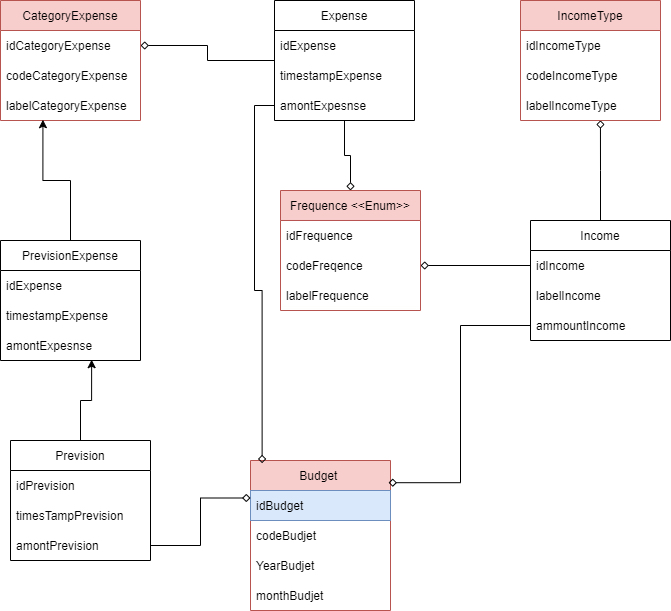 CategoryExpense
idCategoryExpense
codeCategoryExpense
labelCategoryExpense
Expense
idExpense
timestampExpense
amontExpesnse
IncomeType
idIncomeType
codeIncomeType
labelIncomeType
Frequence <<Enum>>
idFrequence
codeFreqence
labelFrequence
Income
idIncome
labelIncome
ammountIncome
PrevisionExpense
idExpense
timestampExpense
amontExpesnse
Prevision
idPrevision
timesTampPrevision
amontPrevision
Budget
idBudget
codeBudjet
YearBudjet
monthBudjet